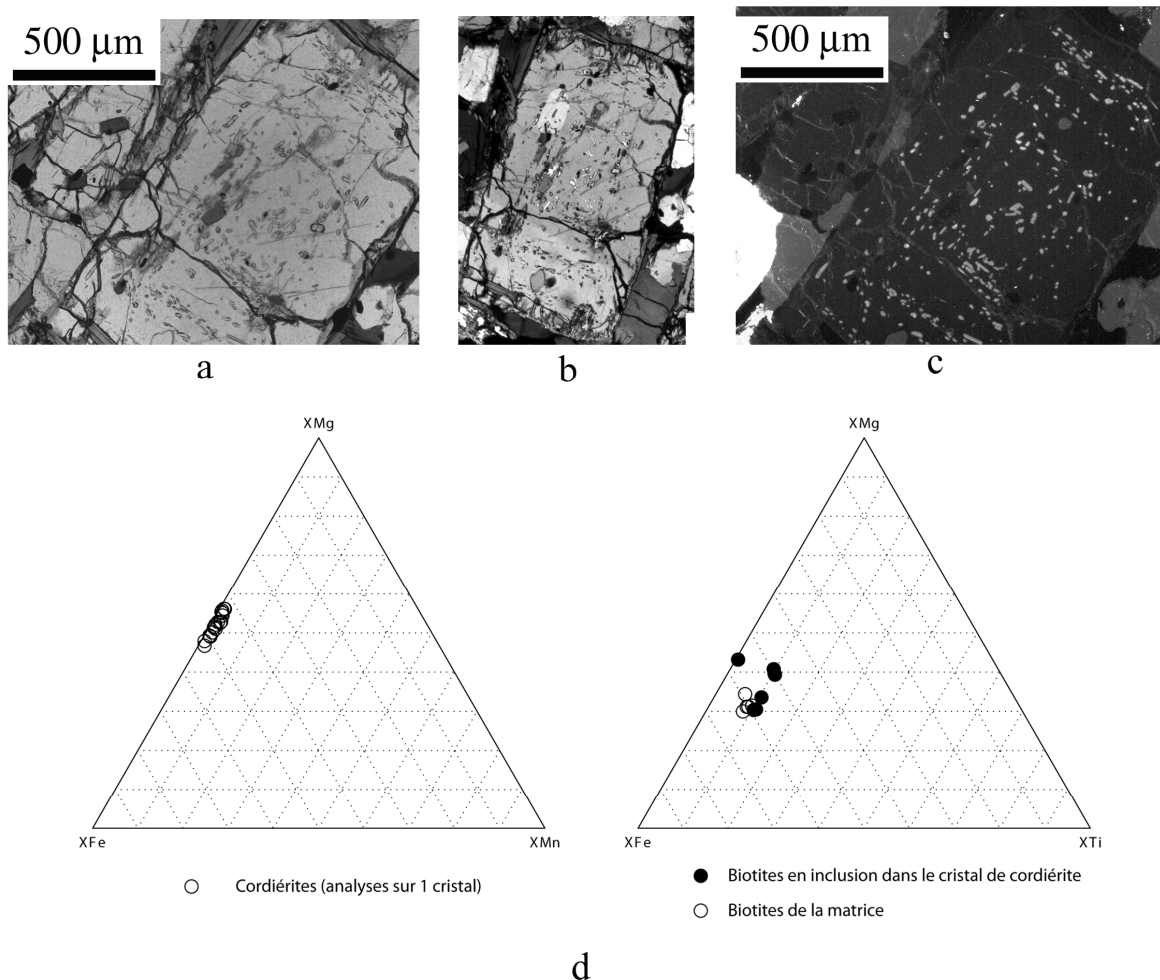 500 µm
500 µm
a
b
c
XMg
XMg
XFe
XMn
XFe
XTi
Cordiérites (analyses sur 1 cristal)
Biotites en inclusion dans le cristal de cordiérite
Biotites de la matrice
d